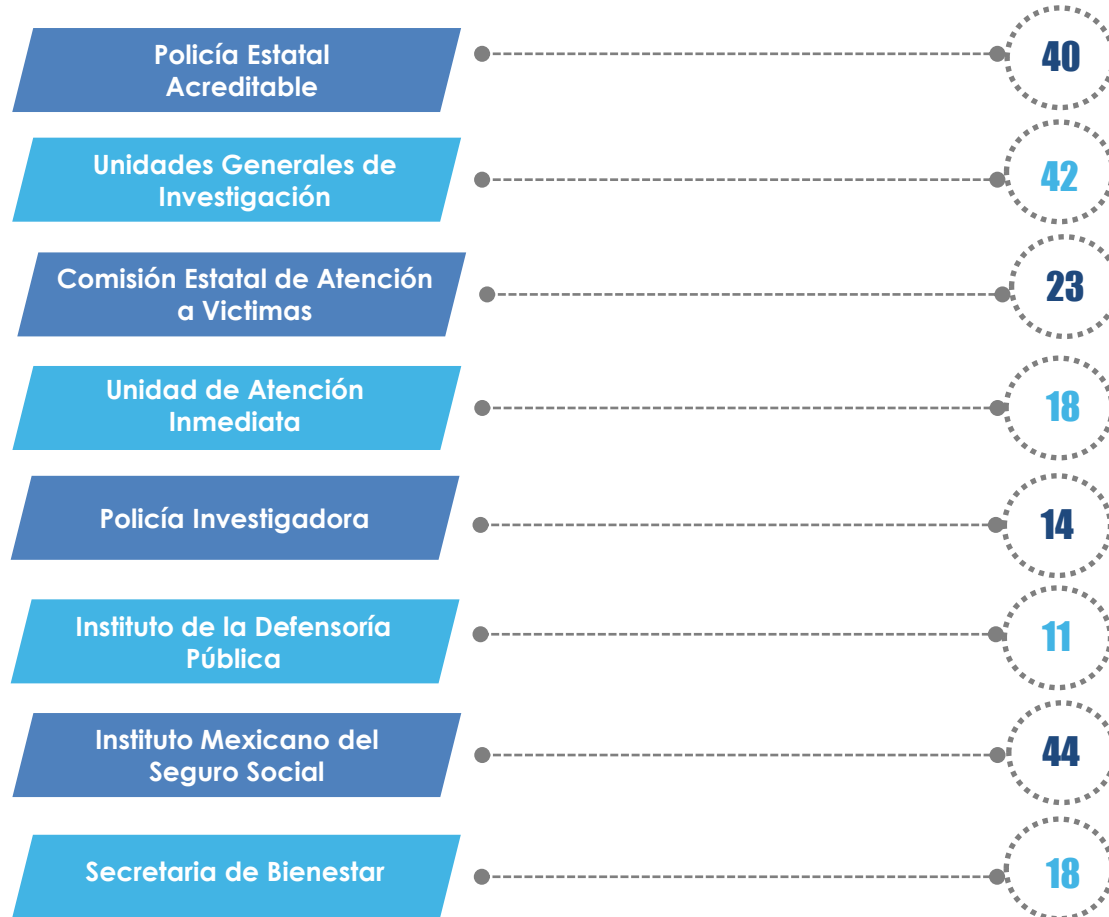 Policía Estatal
Acreditable
40
Unidades Generales de
Investigación
42
Comisión Estatal de Atención
a Victimas
23
Unidad de Atención
Inmediata
18
Policía Investigadora
14
Instituto de la Defensoría
Pública
11
Instituto Mexicano del
Seguro Social
44
Secretaria de Bienestar
18